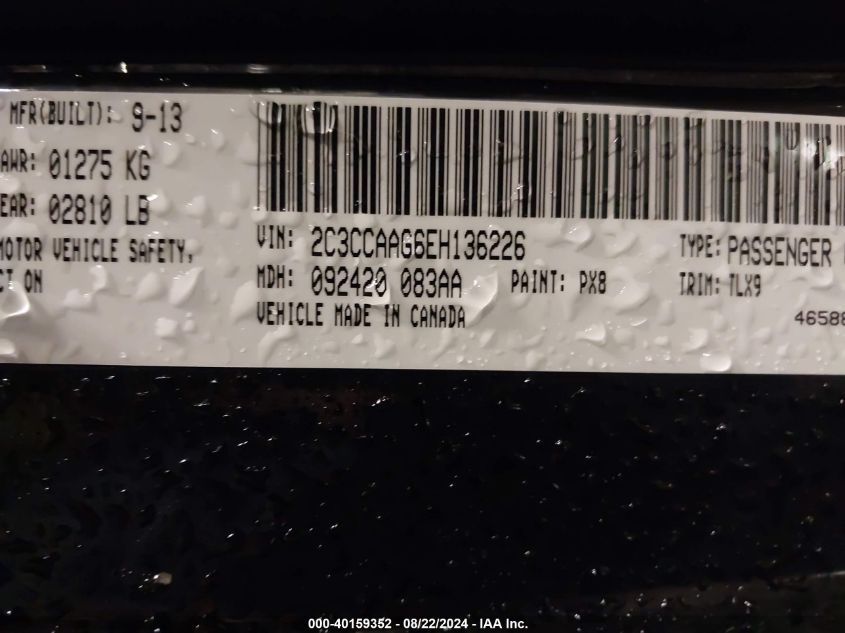 MFR(BUILT): 9-13
AWR: 01275 KG
EAR: 02810 LB
MOTOR VEHICLE SAFETY,
CT ON
VIN: 2C3CCAAG6EH136226
TYPE: PASSENGER
MDH: 092420 083AA PAINT: PX8 TRIM: TLX9
VEHICLE MADE IN CANADA
4658
000-40159352 - 08/22/2024 - IAA Inc.